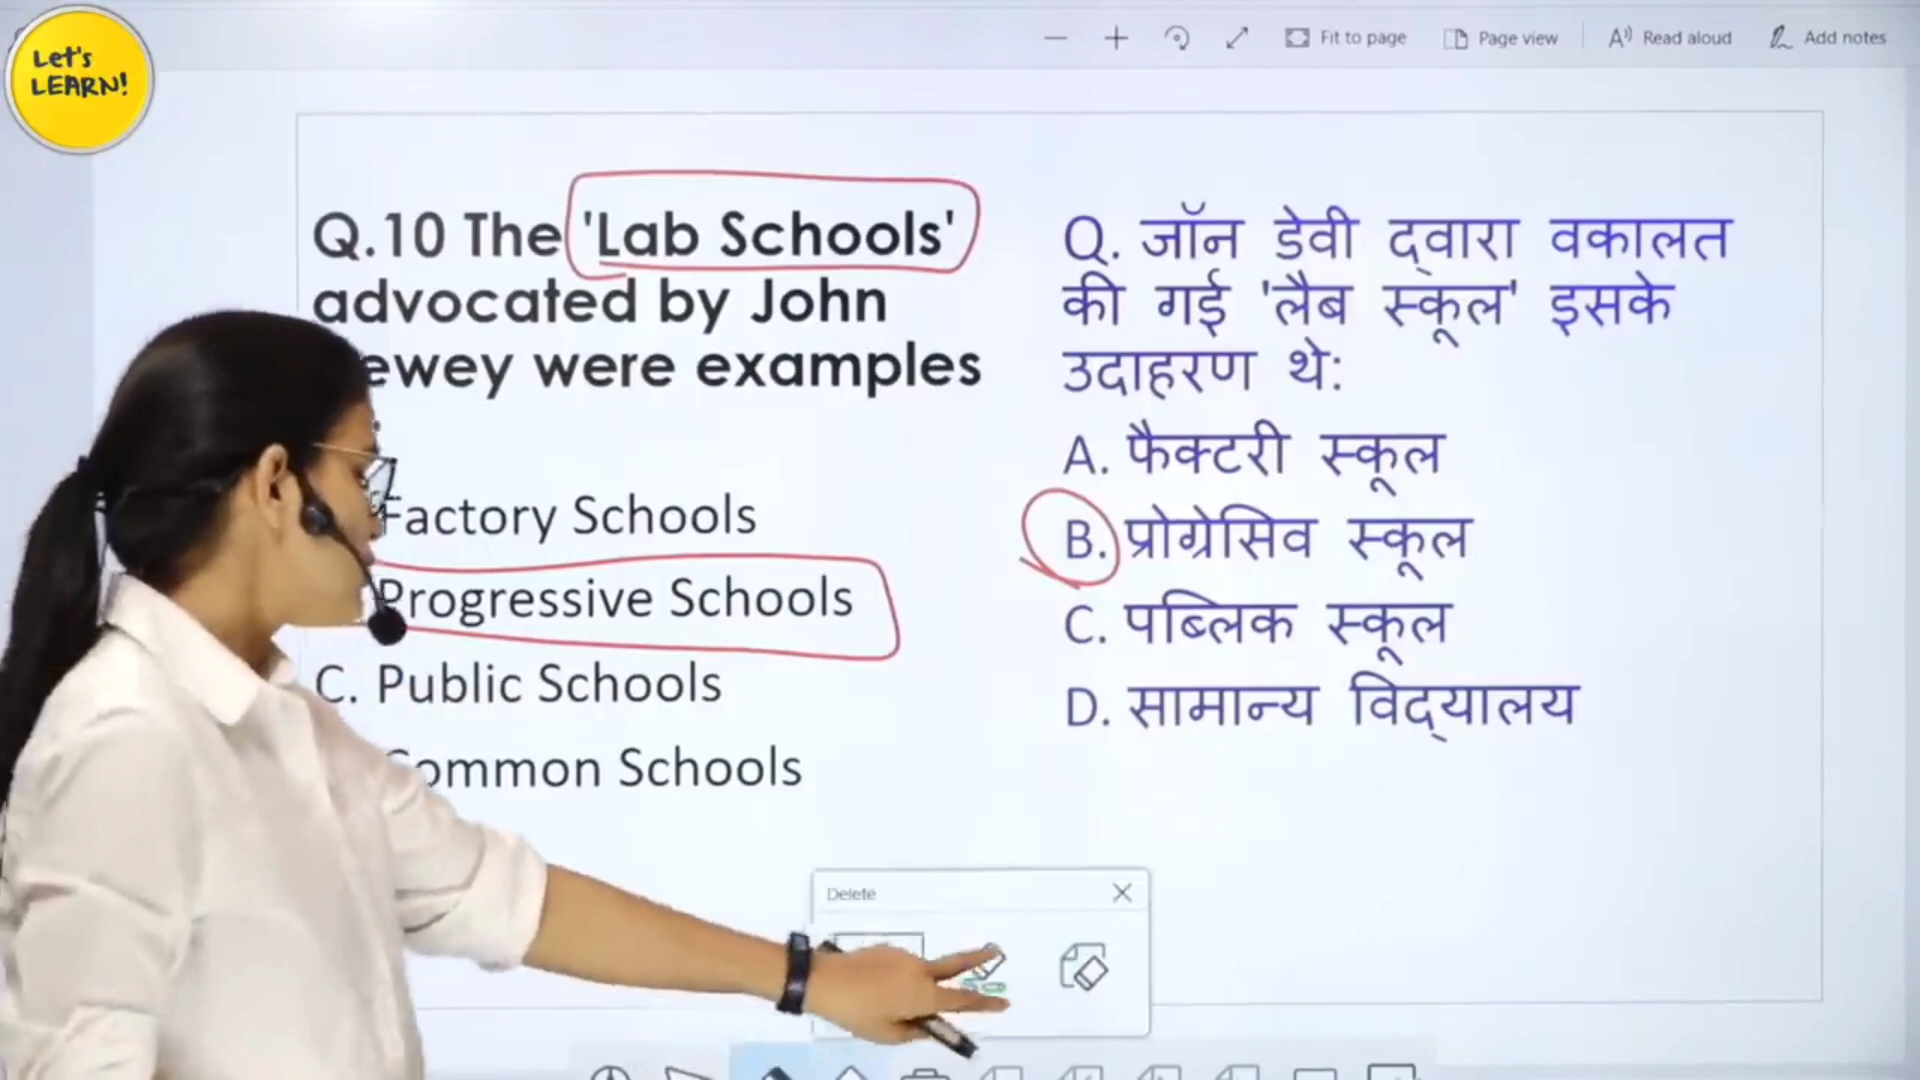 Let's
LEARN!
Fit to page
Page view
Read aloud
Add notes
Q.10 The 'Lab Schools'
advocated by John
ewey were examples
Factory Schools
Progressive Schools
C. Public Schools
Common Schools
Q. जॉन डेवी द्वारा वकालत
की गई 'लैब स्कूल' इसके
उदाहरण थे:
A. फैक्टरी स्कूल
B. प्रोग्रेसिव स्कूल
C. पब्लिक स्कूल
D. सामान्य विद्यालय
Delete